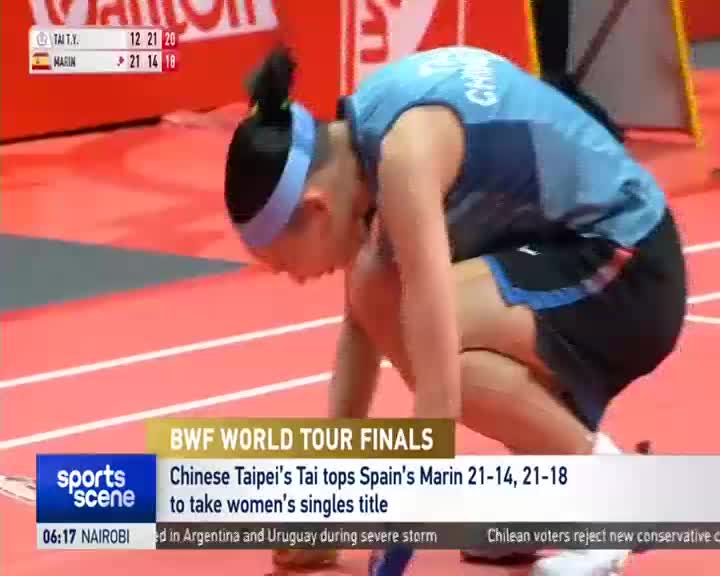 TAI T.Y. 12 21 20
MARIN 21 14 18
CHIN
BWF WORLD TOUR FINALS
Chinese Taipei's Tai tops Spain's Marin 21-14, 21-18
to take women's singles title
sports
scene
06:17 NAIROBI
ed in Argentina and Uruguay during severe storm Chilean voters reject new conservative c